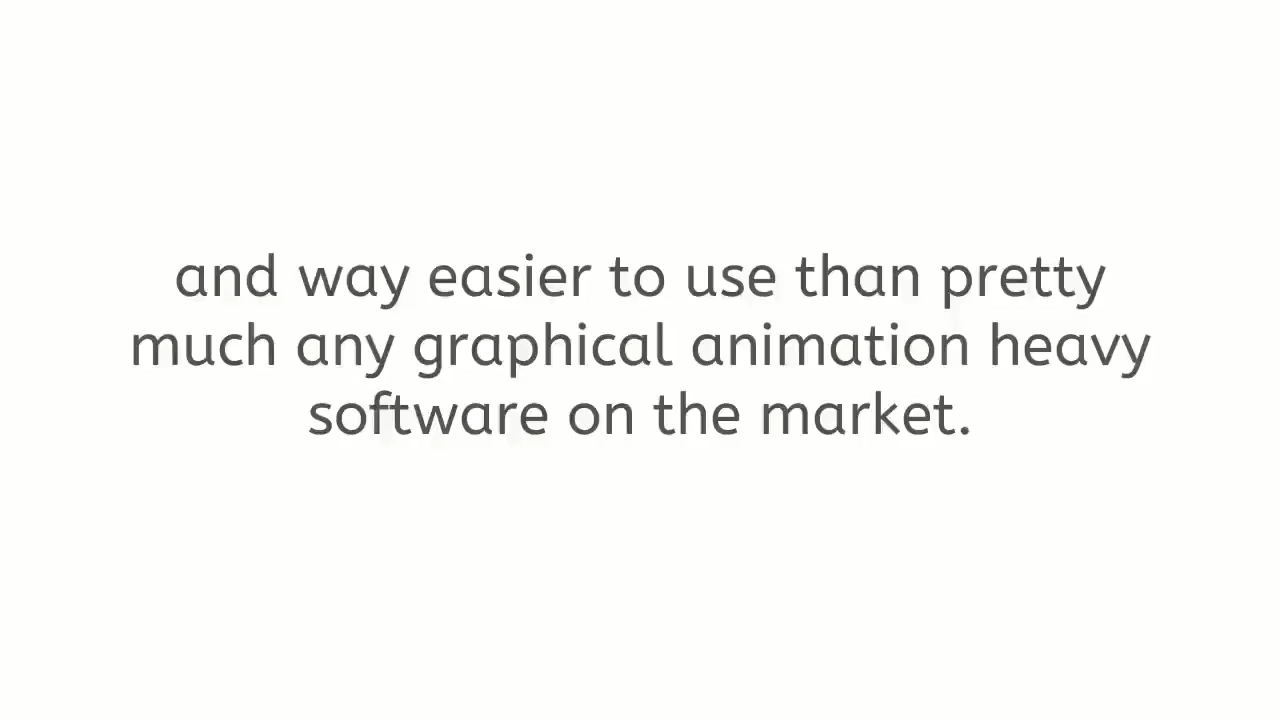 and way easier to use than pretty
much any graphical animation heavy
software on the market.